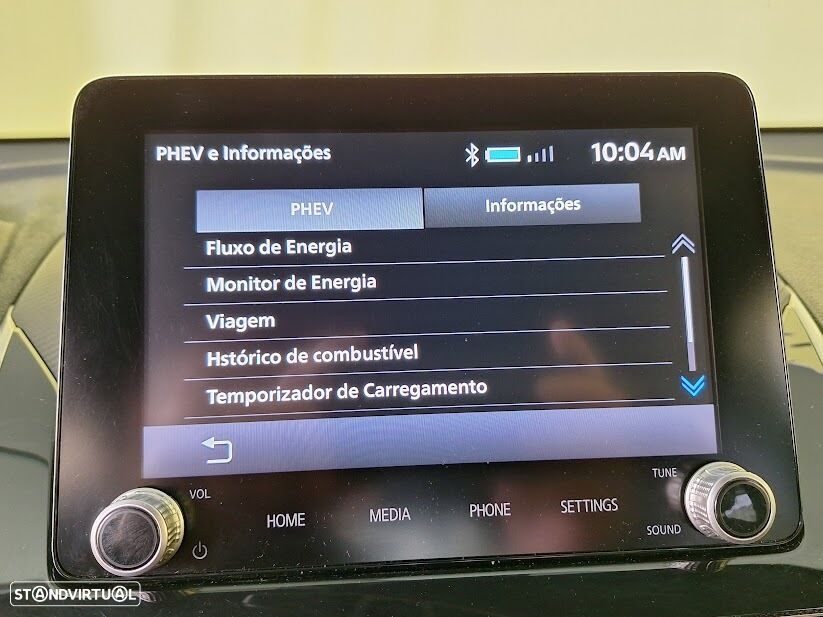 PHEV e Informações
10:04 AM
PHEV
Informações
Fluxo de Energia
Monitor de Energia
Viagem
Hstórico de combustível
Temporizador de Carregamento
VOL
HOME
MEDIA
PHONE
SETTINGS
TUNE
SOUND
STANDVIRTUAL